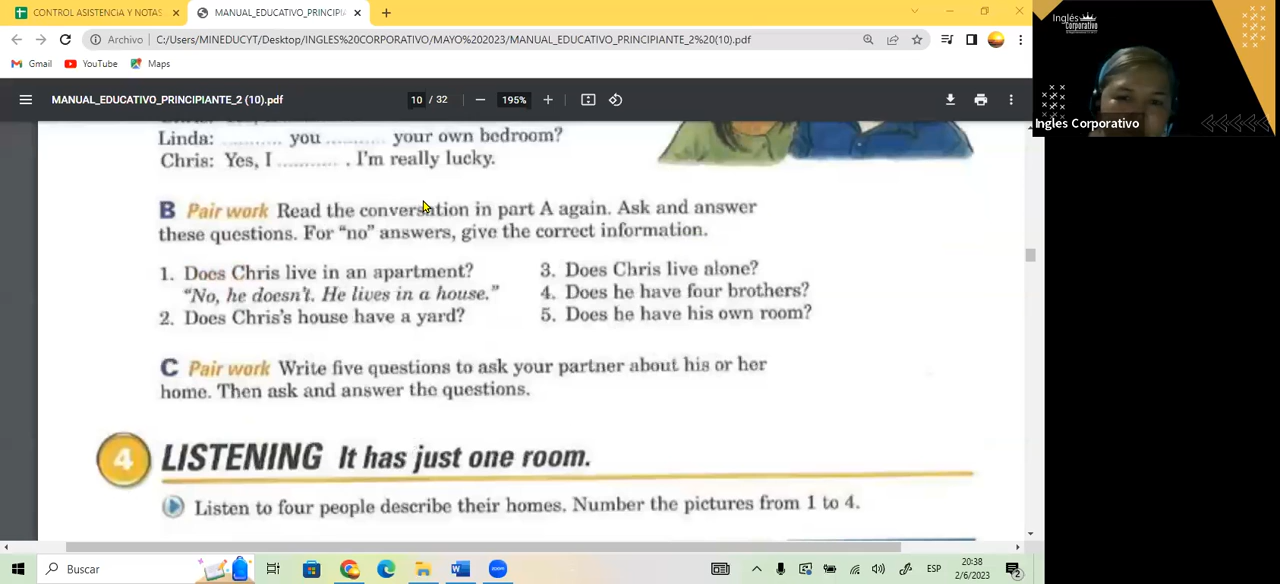 CONTROL ASISTENCIA Y NOTAS
MANUAL_EDUCATIVO_PRINCIPIA
Archivo C:/Users/MINEDUCYT/Desktop/INGLES%20CORPORATIVO/MAYO%202023/MANUAL_EDUCATIVO_PRINCIPIANTE_2%20(10).pdf
Gmail YouTube Maps
MANUAL_EDUCATIVO_PRINCIPIANTE_2 (10).pdf 10 / 32 195%
Inglés
Corporativo
Ingles Corporativo
Linda: .......... you .......... your own bedroom?
Chris: Yes, I .......... . I'm really lucky.
B Pair work Read the conversation in part A again. Ask and answer
these questions. For "no" answers, give the correct information.
1. Does Chris live in an apartment?
"No, he doesn't. He lives in a house."
2. Does Chris's house have a yard?
3. Does Chris live alone?
4. Does he have four brothers?
5. Does he have his own room?
C Pair work Write five questions to ask your partner about his or her
home. Then ask and answer the questions.
4 LISTENING It has just one room.
Listen to four people describe their homes. Number the pictures from 1 to 4.
Buscar
zoom
ESP
20:38
2/6/2023
2